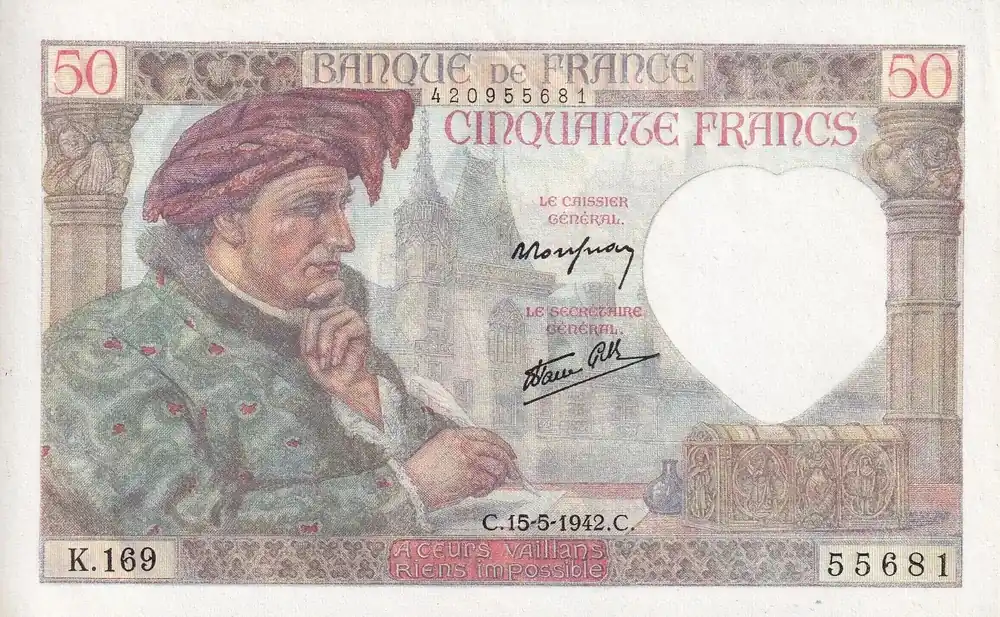 50 BANQUE DE FRANCE 50
420955681
CINQUANTE FRANCS
LE CAISSIER
GÉNÉRAL.
LE SECRÉTAIRE
GÉNÉRAL.
C.15-5-1942.C.
K.169
A CŒURS VAILLANS
RIENS IMPOSSIBLE
55681